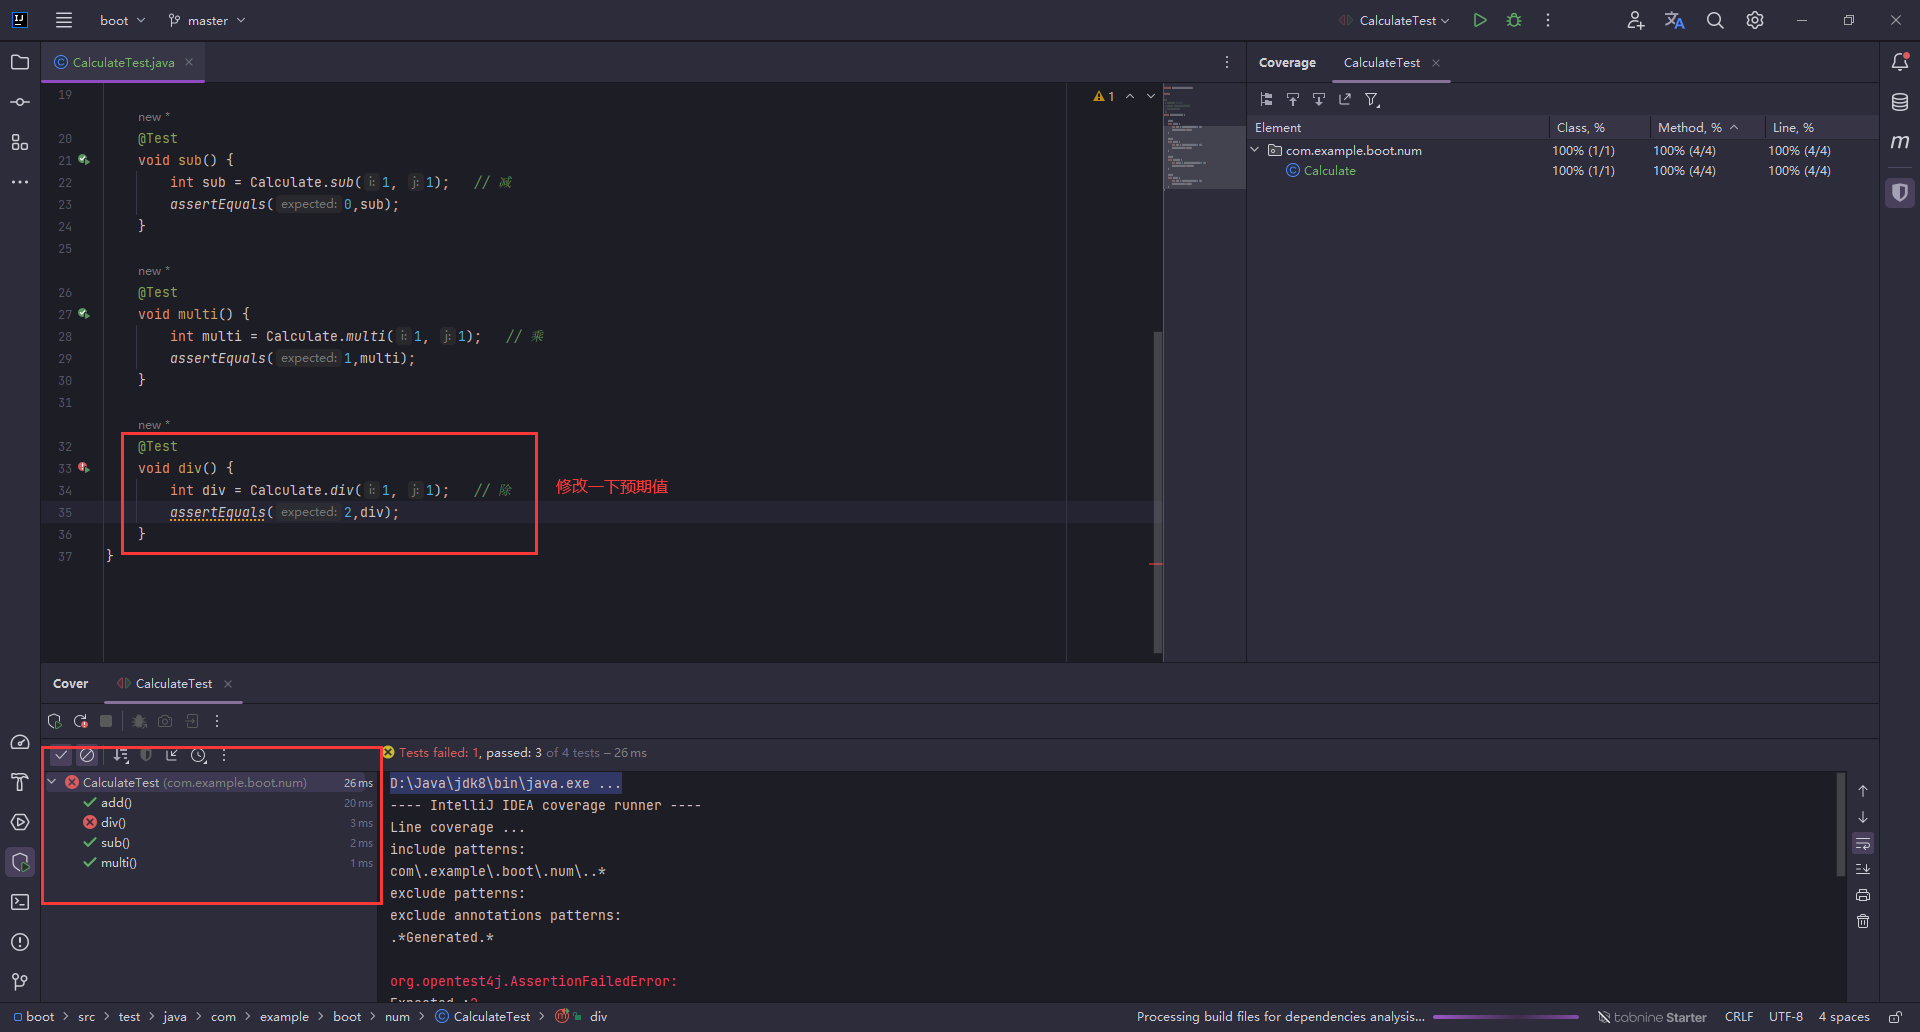 boot
master
CalculateTest
CalculateTest.java
1
19
new *
20 @Test
21 void sub() {
22 int sub = Calculate.sub( i: 1, j: 1); // 减
23 assertEquals( expected: 0,sub);
24 }
25
new *
26 @Test
27 void multi() {
28 int multi = Calculate.multi( i: 1, j: 1); // 乘
29 assertEquals( expected: 1,multi);
30 }
31
new *
32 @Test
33 void div() {
34 int div = Calculate.div( i: 1, j: 1); // 除
35 assertEquals( expected: 2,div);
36 }
37 }
修改一下预期值
Coverage CalculateTest
Element Class, % Method, % Line, %
com.example.boot.num 100% (1/1) 100% (4/4) 100% (4/4)
Calculate 100% (1/1) 100% (4/4) 100% (4/4)
Cover CalculateTest
CalculateTest (com.example.boot.num) 26 ms
add() 20 ms
div() 3 ms
sub() 2 ms
multi() 1 ms
Tests failed: 1, passed: 3 of 4 tests – 26 ms
D:\Java\jdk8\bin\java.exe ...
---- IntelliJ IDEA coverage runner ----
Line coverage ...
include patterns:
com\.example\.boot\.num\..*
exclude patterns:
exclude annotations patterns:
.*Generated.*
org.opentest4j.AssertionFailedError:
Expected :2
boot src test java com example boot num CalculateTest div
Processing build files for dependencies analysis...
tabnine Starter
CRLF
UTF-8
4 spaces